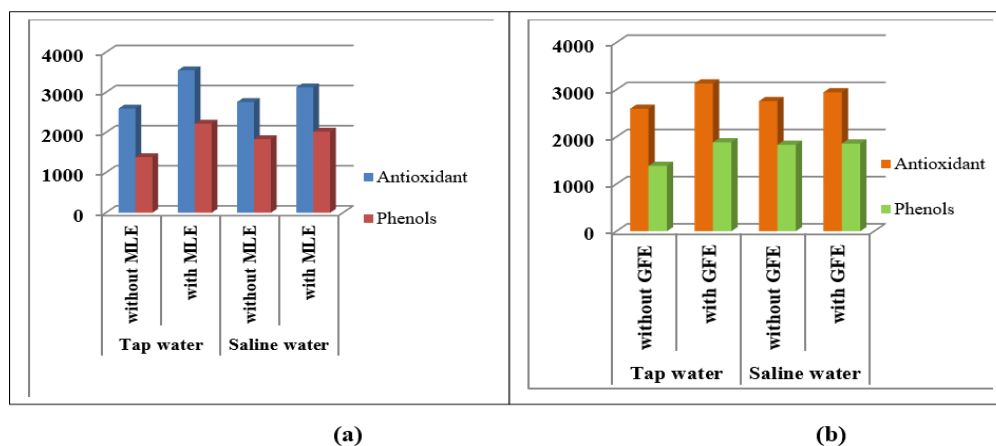 4000
3000
2000
1000
0
Antioxidant
Phenols
without MLE
with MLE
without MLE
with MLE
Tap water
Saline water
(a)
4000
3000
2000
1000
0
Antioxidant
Phenols
without GFE
with GFE
without GFE
with GFE
Tap water
Saline water
(b)